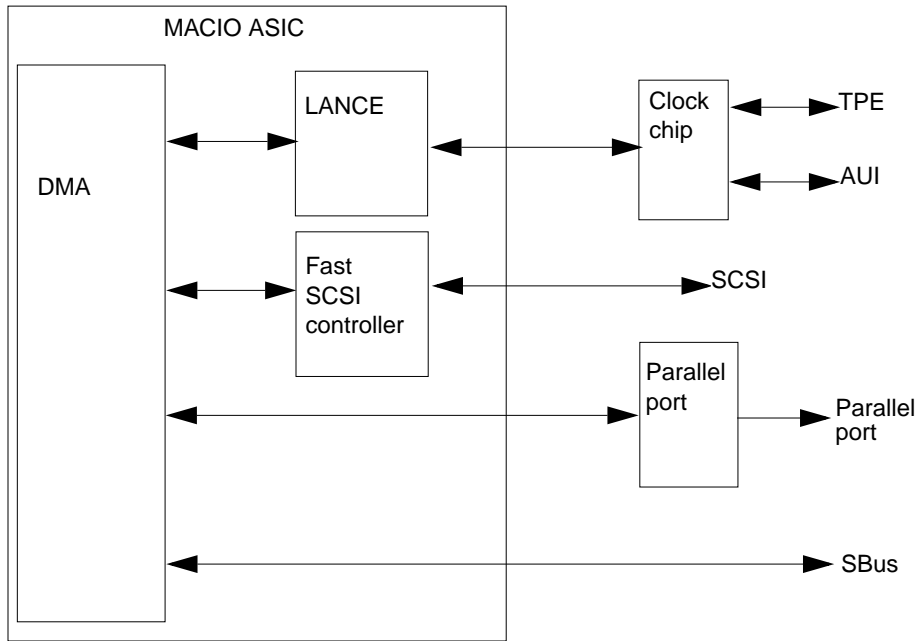 MACIO ASIC
DMA
LANCE
Clock
chip
TPE
AUI
Fast
SCSI
controller
SCSI
Parallel
port
Parallel
port
SBus